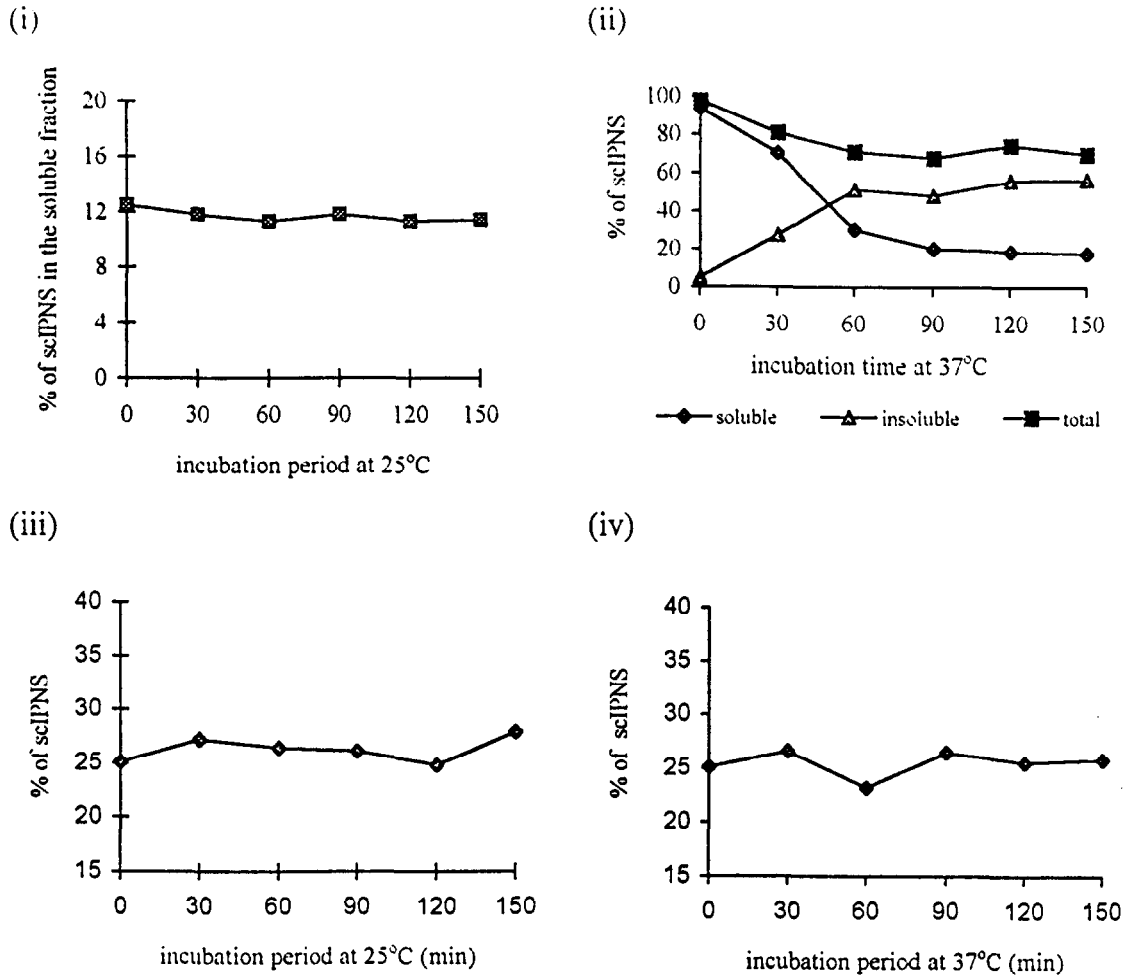 (i)
% of scIPNS in the soluble fraction
20
16
12
8
4
0
0 30 60 90 120 150
incubation period at 25°C
(ii)
% of scIPNS
100
80
60
40
20
0
0 30 60 90 120 150
incubation time at 37°C
soluble insoluble total
(iii)
% of scIPNS
40
35
30
25
20
15
0 30 60 90 120 150
incubation period at 25°C (min)
(iv)
% of scIPNS
40
35
30
25
20
15
0 30 60 90 120 150
incubation period at 37°C (min)